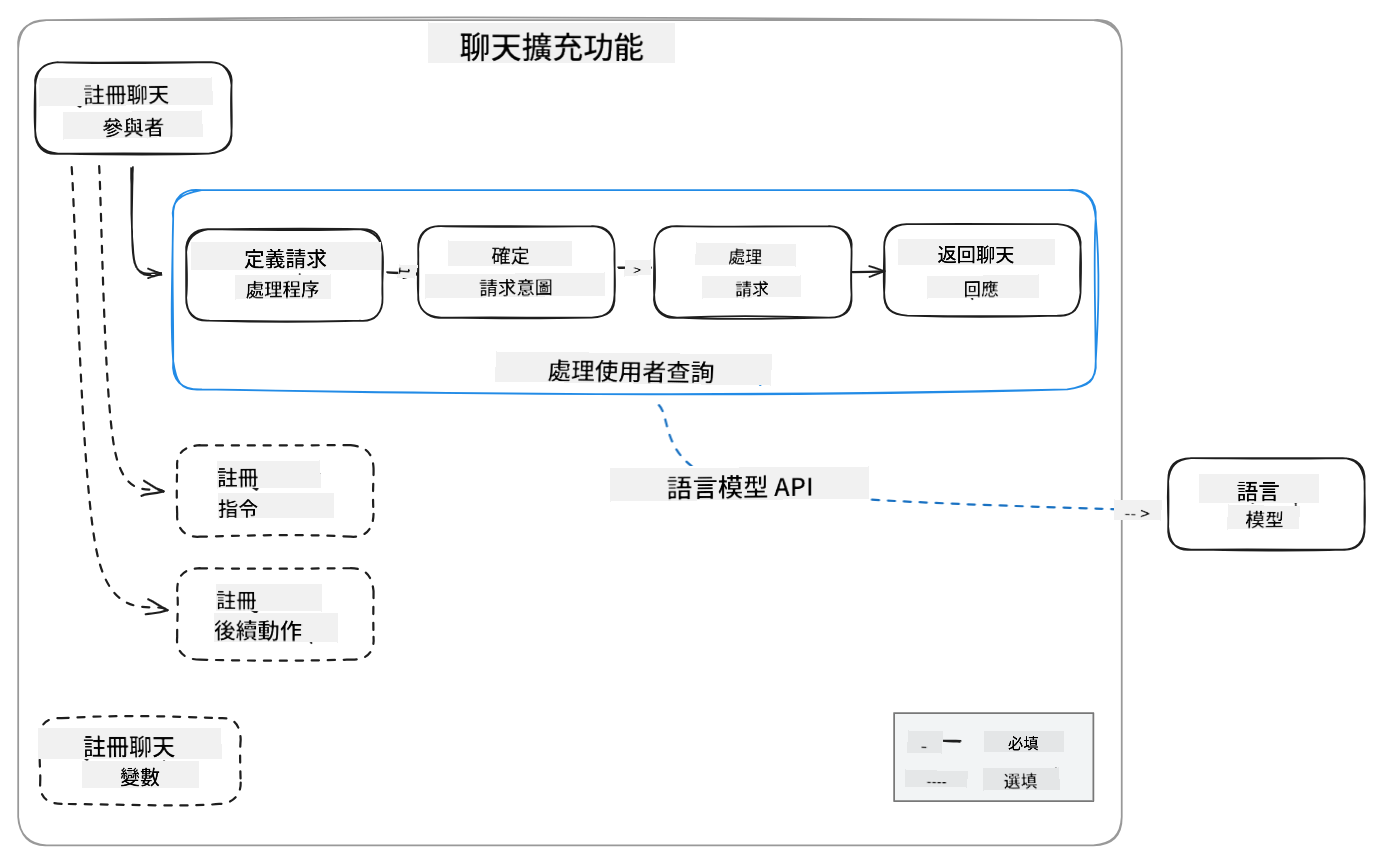 聊天擴充功能
註冊聊天
參與者
定義請求
處理程序
確定
請求意圖
>
處理
請求
返回聊天
回應
處理使用者查詢
註冊
指令
語言模型 API
-- >
語言
模型
註冊
後續動作
註冊聊天
變數
必填
----
選填